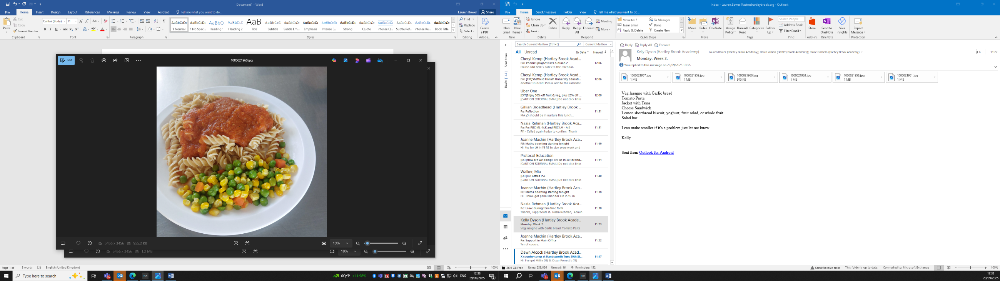 Document1 - Word
File Home Insert Design Layout References Mailings Review View Acrobat Tell me what you want to do... Lauren Bower Share
Paste Cut
Copy
Format Painter
Clipboard
Calibri (Body) 11
Font
Paragraph
AaBbCcDc AaBbCcDc AaBbCc AaBbCcD AaB AaBbCcC AaBbCcDc AaBbCcDc AaBbCcDc AaBbCcDc AaBbCcDc AaBbCcDc AaBbCcDc AaBbCcDc AaBbCcDc
¶ Normal ¶ No Spac... Heading 1 Heading 2 Title Subtitle Subtle Em... Emphasis Intense E... Strong Quote Intense Q... Subtle Ref... Intense Re... Book Title
Styles
Find
Replace
Select
Editing
Create a PDF
Adobe...
Edit
1000021960.jpg
3456 x 3456 955.2 KB 19%
3456 x 3456 1.2 MB 10%
Page 1 of 1 3 words English (United Kingdom) 100%
Type here to search
0QYP +11.98% ENG 12:38
29/09/2025
Inbox - Lauren.Bower@astreahartleybrook.org - Outlook
File Home Send / Receive Folder View Tell me what you want to do...
New Email New Items
New
Ignore
Clean Up
Junk
Delete
Delete
Reply Reply All Forward Meeting
More
Respond
Move to: ? To Manager
Team Email Done
Reply & Delete Create New
Quick Steps
Move Rules OneNote
Move
Assign Policy Unread/ Read Categorize Follow Up
Tags
Search People
Address Book
Filter Email
Find
Store
Add-ins
Send to OneNote
OneNote
Viva Insights
Report Message
Protection
Sent Items
Drafts [144]
Search Current Mailbox (Ctrl+E) Current Mailbox
All Unread By Date Newest
Cheryl Kemp (Hartley Brook Acad...
Fw: Phonics project visits Autumn 2 12:06
Please add Beck's dates to the calendar.
Cheryl Kemp (Hartley Brook Acad...
Fw: [EXT]Sheffield Hallam University Educati... 12:06
Another student!! Please add to the calendar.
Uber One
[EXT]Enjoy 50% off fruit & veg, plus 25% off ... 12:00
[CAUTION EXTERNAL EMAIL] Do not click links
Gillian Broadhead (Hartley Brook ...
Re: Reflection 11:51
MA y5 should be in nurture this lunch...
Nazia Rehman (Hartley Brook Aca...
Re: Re: REC ML -N.K and REC LM - A.K 11:51
FYI - Called again today to confirm. Thank
Joanne Machin (Hartley Brook Aca...
RE: Maths boosting starting tonight 11:49
Hi Yes for LH in Y6 RS to stay every week and
Protocol Education
[EXT]How are we doing? Tell us in 30 second... 11:44
[CAUTION EXTERNAL EMAIL] Do not click links
Walker, Mia
[EXT]RE: Astrea PSL 11:40
[CAUTION EXTERNAL EMAIL] Do not click links
Joanne Machin (Hartley Brook Aca...
RE: Maths boosting starting tonight 11:38
Hi I have got permission for EM in Y6 LN
Nazia Rehman (Hartley Brook Aca...
Re: Leave during term time form 11:30
Thanks, I appreciate it. Nazia Rehman, Admin
Kelly Dyson (Hartley Brook Acade...
Monday. Week 2. 11:23
Veg lasagne with Garlic bread Tomato Pasta
Joanne Machin (Hartley Brook Aca...
Re: Support in Main Office 11:22
Yes of course.
Dawn Alcock (Hartley Brook Acad...
X country comp at Handsworth Tues 30th St... 11:17
Hi I've got Millie (Y6) & Oscar Forrest's (Y3)
Reply Reply All Forward
Kelly Dyson (Hartley Brook Academy) Lauren Bower (Hartley Brook Academy); Dawn Wilson (Hartley Brook Academy); Claire Costello (Hartley Brook Academy) 6 11:22
Monday. Week 2.
You replied to this message on 29/09/2025 12:32.
1000021957.jpg 1000021959.jpg 1000021960.jpg 1000021963.jpg 1000021958.jpg 1000021961.jpg
1 MB 1 MB 975 KB 1 MB 1 MB 1 MB
Veg lasagne with Garlic bread
Tomato Pasta
Jacket with Tuna
Cheese Sandwich
Lemon shortbread biscuit, yoghurt, fruit salad, or whole fruit
Salad bar.
I can make smaller if it's a problem just let me know.
Kelly
Sent from Outlook for Android
26.9 GB Free Items: 238,096 Unread: 16 Reminders: 152 Send/Receive error This folder is up to date. Connected to: Microsoft Exchange 100%
12:38
29/09/2025